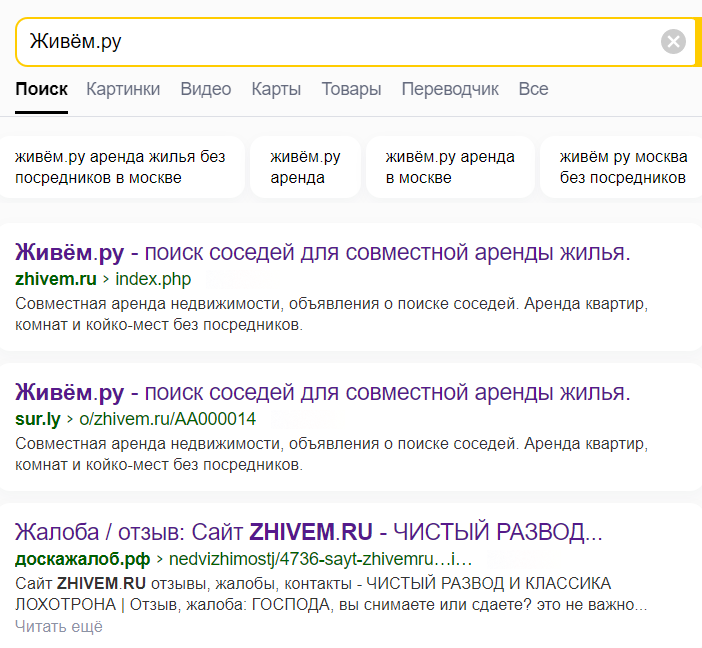 Живём.ру
Поиск Картинки Видео Карты Товары Переводчик Все
живём.ру аренда жилья без посредников в москве
живём.ру аренда
живём.ру аренда в москве
живём ру москва без посредников
Живём.ру - поиск соседей для совместной аренды жилья.
zhivem.ru › index.php
Совместная аренда недвижимости, объявления о поиске соседей. Аренда квартир,
комнат и койко-мест без посредников.
Живём.ру - поиск соседей для совместной аренды жилья.
sur.ly › o/zhivem.ru/AA000014
Совместная аренда недвижимости, объявления о поиске соседей. Аренда квартир,
комнат и койко-мест без посредников.
Жалоба / отзыв: Сайт ZHIVEM.RU - ЧИСТЫЙ РАЗВОД...
доскажалоб.рф › nedvizhimostj/4736-sayt-zhivemru…i…
Сайт ZHIVEM.RU отзывы, жалобы, контакты - ЧИСТЫЙ РАЗВОД И КЛАССИКА
ЛОХОТРОНА | Отзыв, жалоба: ГОСПОДА, вы снимаете или сдаете? это не важно...
Читать ещё